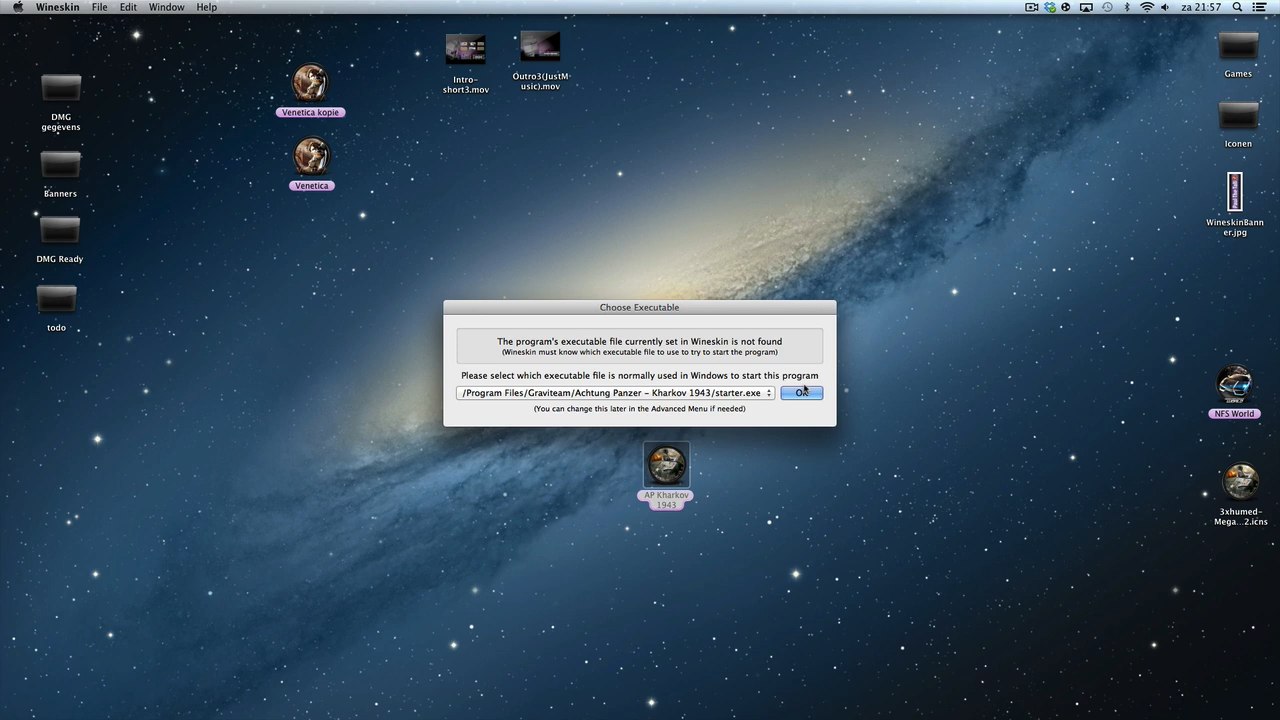 Wineskin File Edit Window Help
za 21:57
DMG
gegevens
Banners
DMG Ready
todo
Venetica kopie
Venetica
Intro-
short3.mov
Outro3(JustM
usic).mov
Games
Iconen
WineskinBann
er.jpg
NFS World
3xhumed-
Mega...2.icns
Choose Executable
The program's executable file currently set in Wineskin is not found
(Wineskin must know which executable file to use to try to start the program)
Please select which executable file is normally used in Windows to start this program
/Program Files/Graviteam/Achtung Panzer - Kharkov 1943/starter.exe
OK
(You can change this later in the Advanced Menu if needed)
AP Kharkov
1943